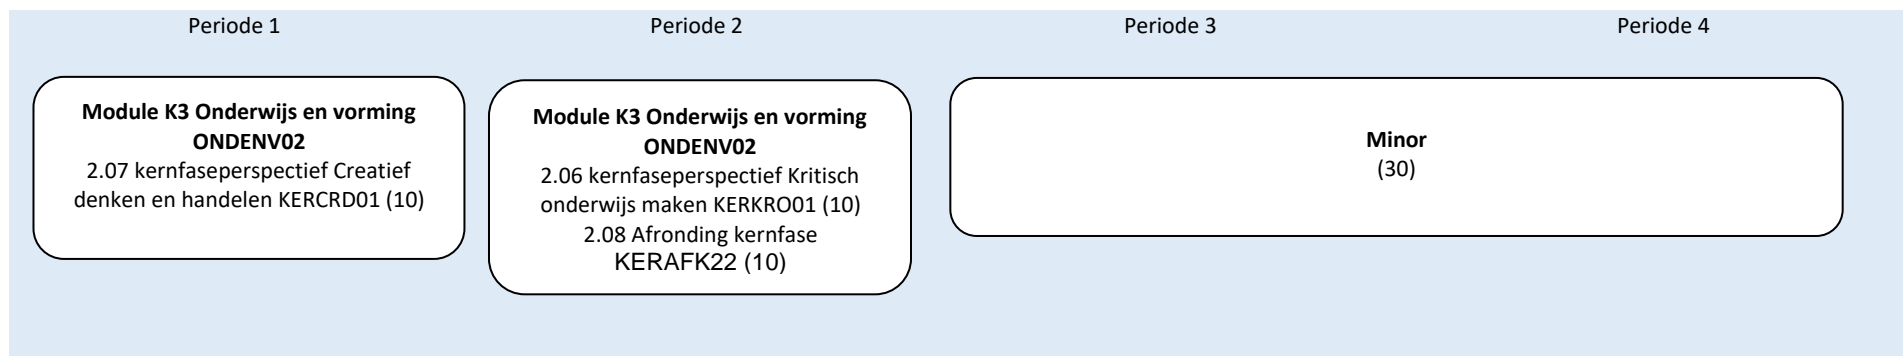 Periode 1
Periode 2
Periode 3
Periode 4
Module K3 Onderwijs en vorming
ONDENV02
2.07 kernfaseperspectief Creatief
denken en handelen KERCRD01 (10)
Module K3 Onderwijs en vorming
ONDENV02
2.06 kernfaseperspectief Kritisch
onderwijs maken KERKRO01 (10)
2.08 Afronding kernfase
KERAFK22 (10)
Minor
(30)